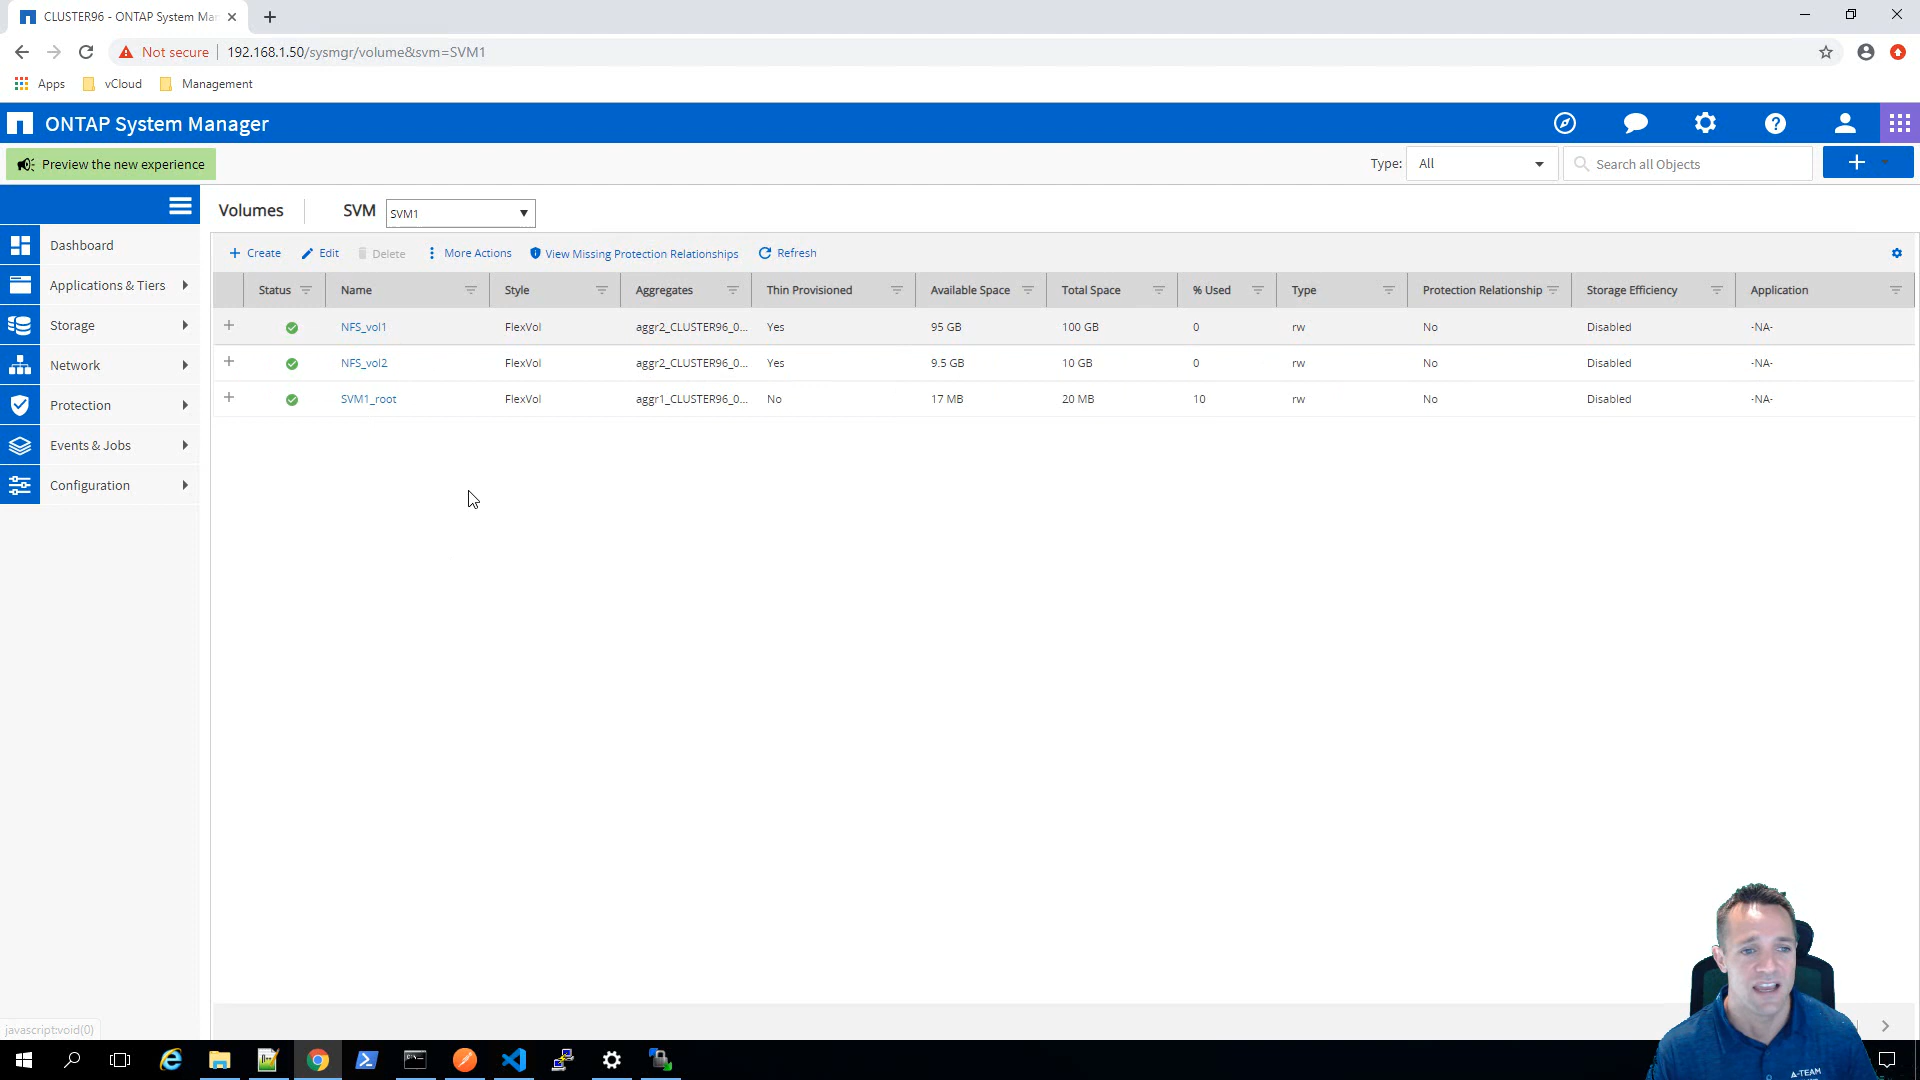 CLUSTER96 - ONTAP System Mar
Not secure 192.168.1.50/sysmgr/volume&svm=SVM1
Apps vCloud Management
ONTAP System Manager
Preview the new experience Type: All Search all Objects
Volumes SVM SVM1
Create Edit Delete More Actions View Missing Protection Relationships Refresh
Status Name Style Aggregates Thin Provisioned Available Space Total Space % Used Type Protection Relationship Storage Efficiency Application
NFS_vol1 FlexVol aggr2_CLUSTER96_0... Yes 95 GB 100 GB 0 rw No Disabled -NA-
NFS_vol2 FlexVol aggr2_CLUSTER96_0... Yes 9.5 GB 10 GB 0 rw No Disabled -NA-
SVM1_root FlexVol aggr1_CLUSTER96_0... No 17 MB 20 MB 10 rw No Disabled -NA-
Dashboard
Applications & Tiers
Storage
Network
Protection
Events & Jobs
Configuration
javascript:void(0)
A-TEAM